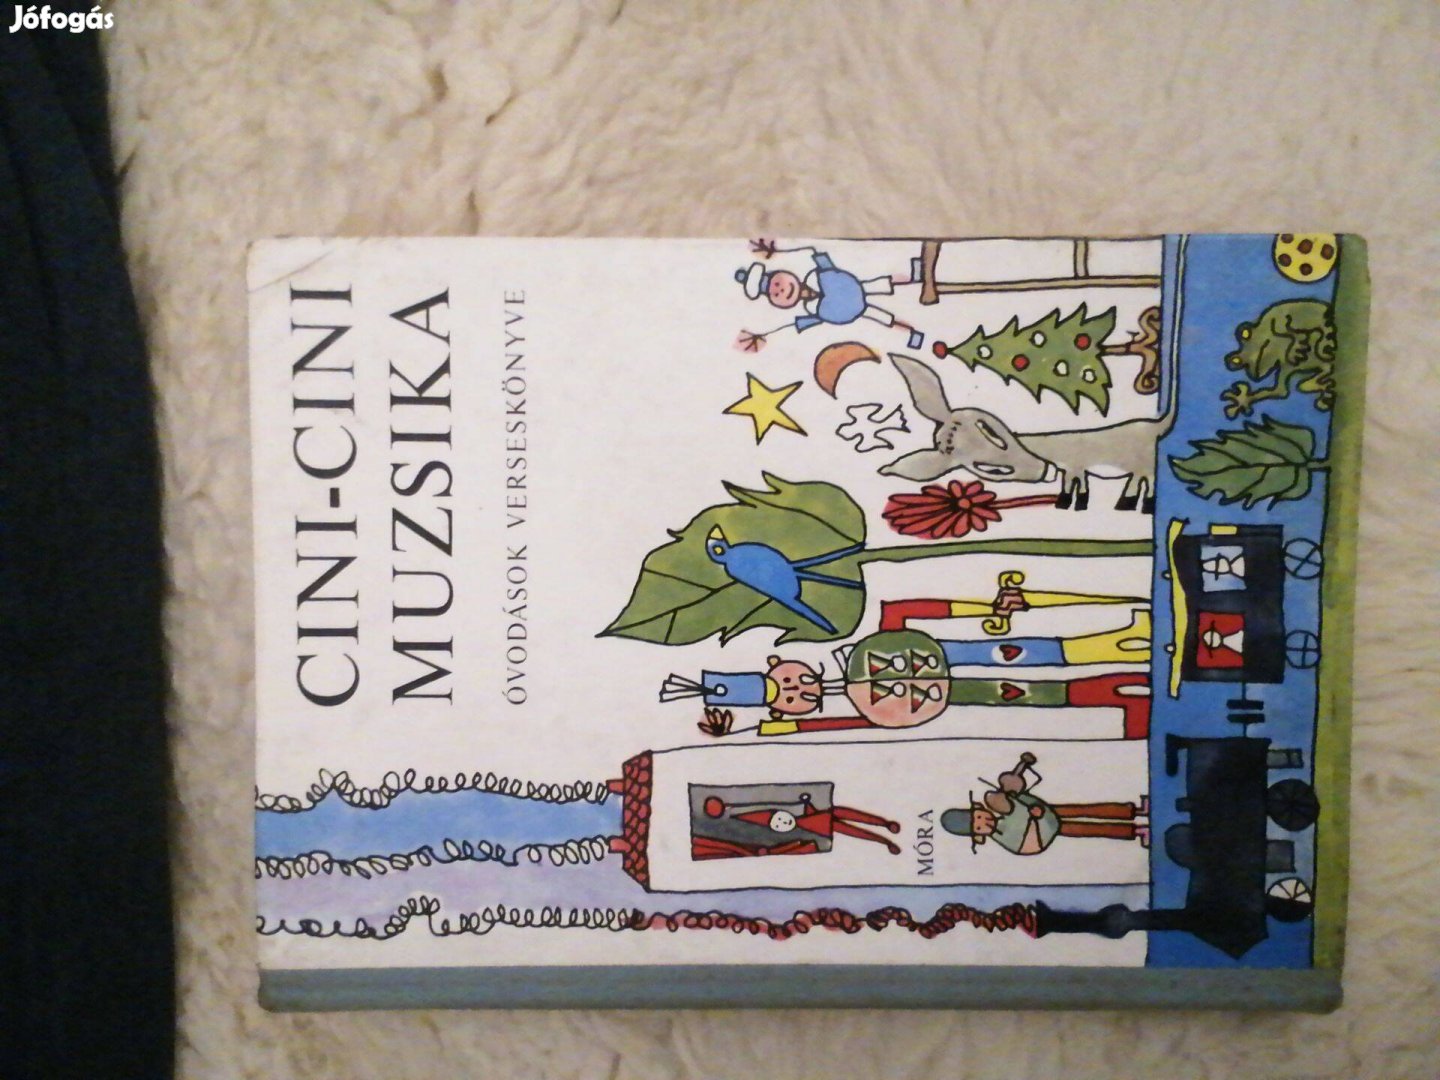 Jófogás
CINI-CINI
MUZSIKA
ÓVODÁSOK VERSESKÖNYVE
MÓRA